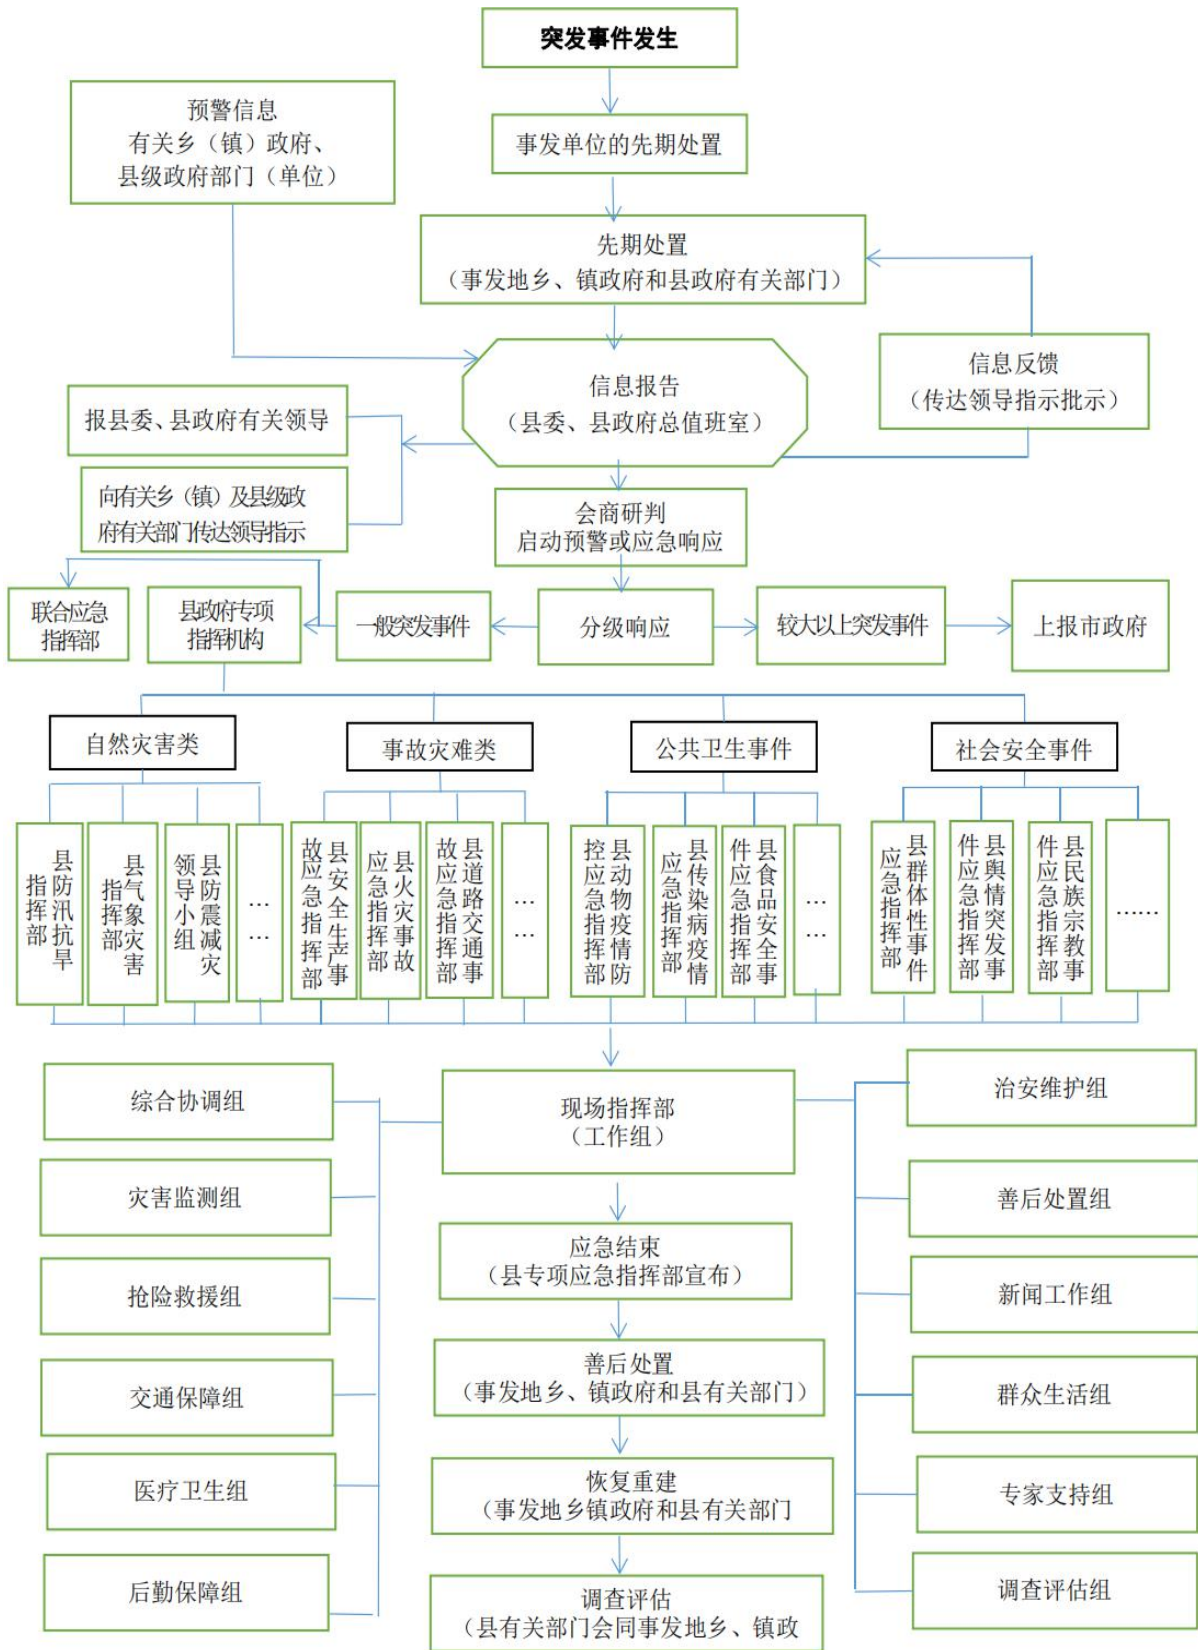 突发事件发生
预警信息
有关乡（镇）政府、
县级政府部门（单位）
事发单位的先期处置
先期处置
（事发地乡、镇政府和县政府有关部门）
信息报告
（县委、县政府总值班室）
信息反馈
（传达领导指示批示）
报县委、县政府有关领导
向有关乡（镇）及县级政
府有关部门传达领导指示
会商研判
启动预警或应急响应
联合应急
指挥部
县政府专项
指挥机构
一般突发事件
分级响应
较大以上突发事件
上报市政府
自然灾害类
事故灾难类
公共卫生事件
社会安全事件
县防汛抗旱
指挥部
县气象灾害
指挥部
县防震减灾
领导小组
……
县安全生产事
故应急指挥部
县火灾事故
应急指挥部
县道路交通事
故应急指挥部
……
县动物疫情防
控应急指挥部
县传染病疫情
应急指挥部
县食品安全事
件应急指挥部
……
县群体性事件
应急指挥部
县舆情突发事
件应急指挥部
县民族宗教事
件应急指挥部
……
综合协调组
灾害监测组
抢险救援组
交通保障组
医疗卫生组
后勤保障组
现场指挥部
（工作组）
应急结束
（县专项应急指挥部宣布）
善后处置
（事发地乡、镇政府和县有关部门）
恢复重建
（事发地乡镇政府和县有关部门
调查评估
（县有关部门会同事发地乡、镇政
治安维护组
善后处置组
新闻工作组
群众生活组
专家支持组
调查评估组